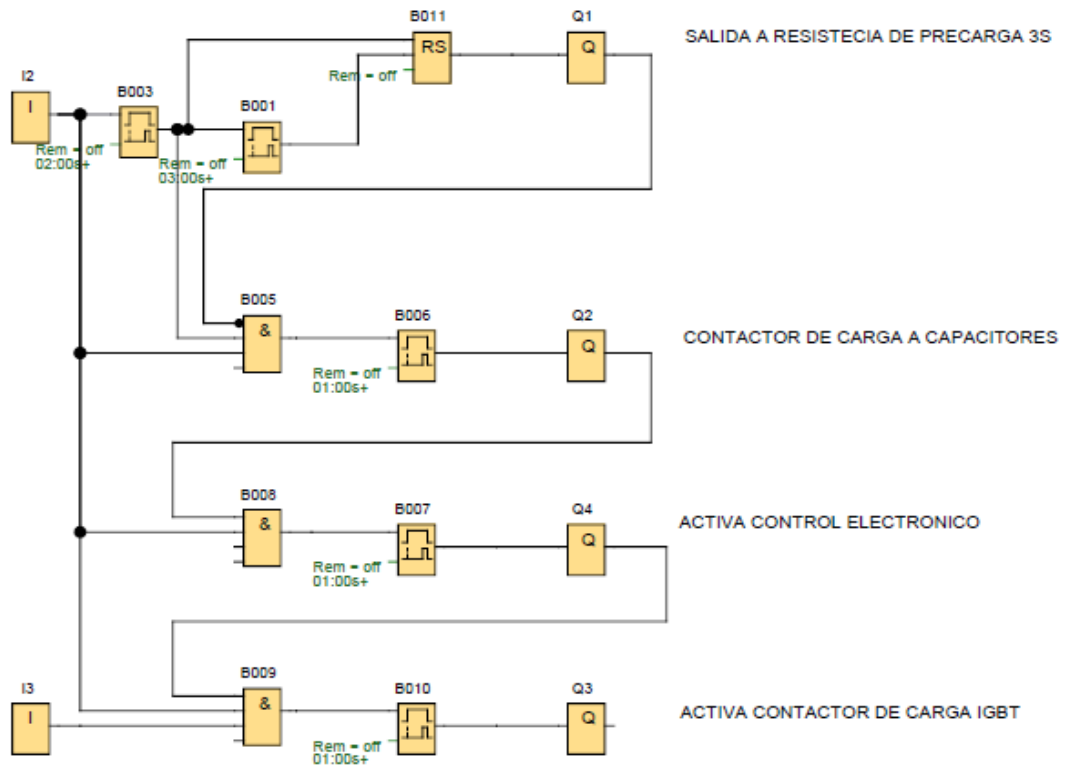 B011
Q1
RS
Q
SALIDA A RESISTECIA DE PRECARGA 3S
Rem = off
I2
I
B003
B001
Rem = off
02:00s+
Rem = off
03:00s+
B005
&
B006
Q2
Q
CONTACTOR DE CARGA A CAPACITORES
Rem = off
01:00s+
B008
&
B007
Q4
Q
ACTIVA CONTROL ELECTRONICO
Rem = off
01:00s+
I3
I
B009
&
B010
Q3
Q
ACTIVA CONTACTOR DE CARGA IGBT
Rem = off
01:00s+